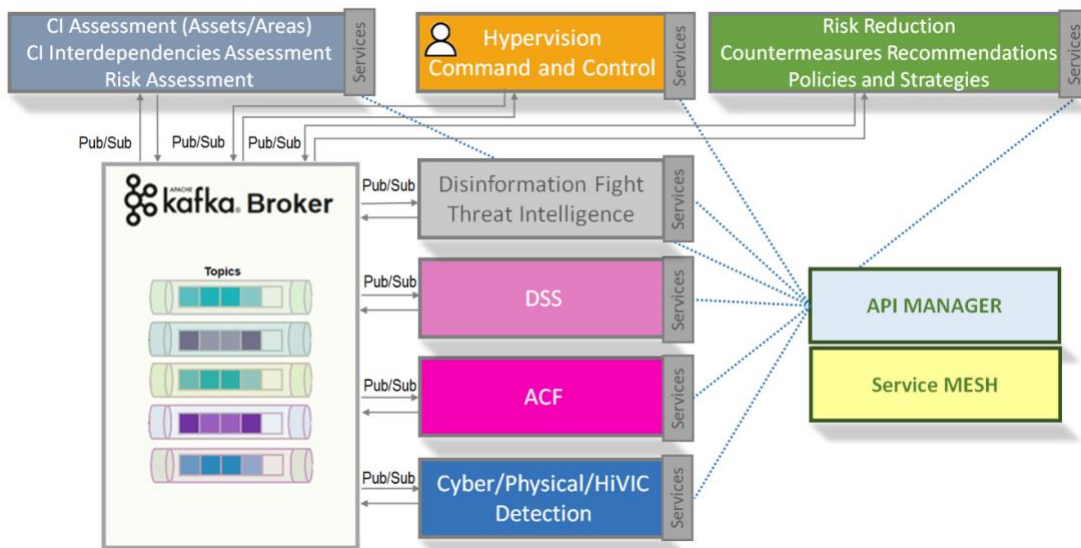 CI Assessment (Assets/Areas)
CI Interdependencies Assessment
Risk Assessment
Services
Hypervision
Command and Control
Services
Risk Reduction
Countermeasures Recommendations
Policies and Strategies
Services
Pub/Sub
Pub/Sub
Pub/Sub
APACHE
kafka® Broker
Topics
Pub/Sub
Disinformation Fight
Threat Intelligence
Services
Pub/Sub
DSS
Services
Pub/Sub
ACF
Services
Pub/Sub
Cyber/Physical/HiVIC
Detection
Services
API MANAGER
Service MESH